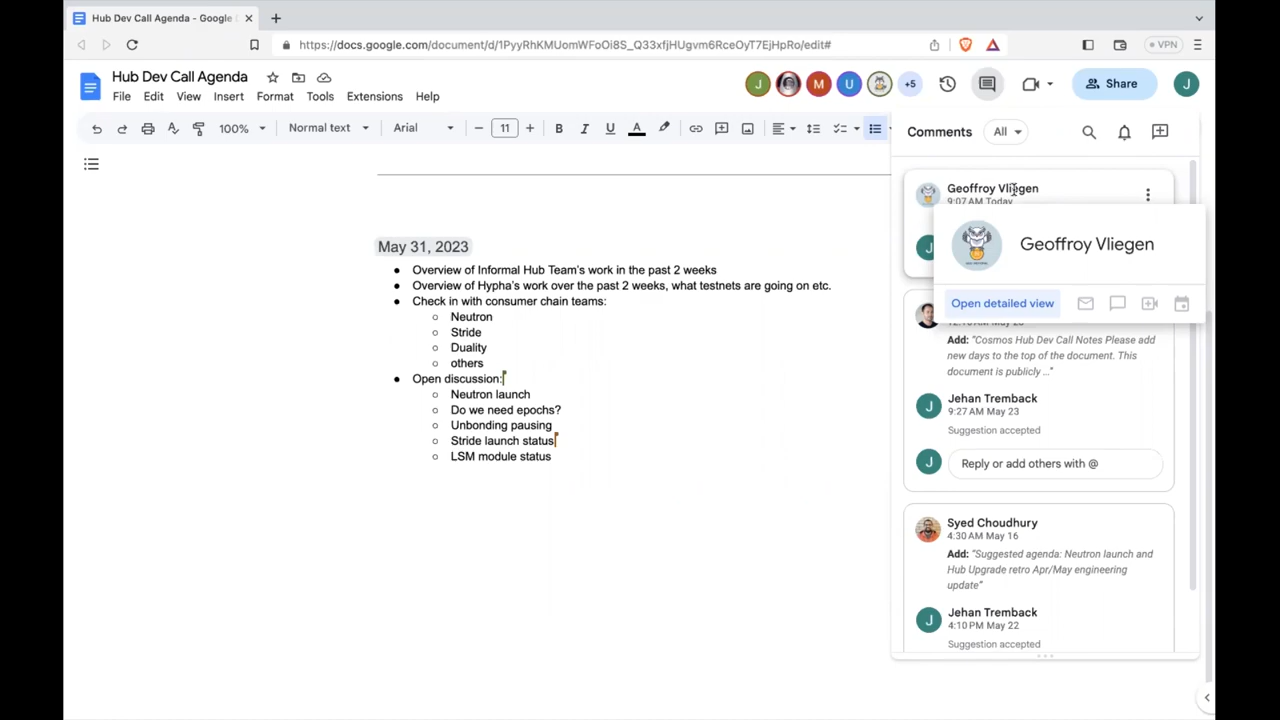 Hub Dev Call Agenda - Google
https://docs.google.com/document/d/1PyyRhKMUomWFoOi8S_Q33xfjHUgvm6RceOyT7EjHpRo/edit#
VPN
Hub Dev Call Agenda
J
M
U
+5
Share
J
File Edit View Insert Format Tools Extensions Help
100% Normal text Arial 11 B I U A
Comments All
May 31, 2023
Overview of Informal Hub Team's work in the past 2 weeks
Overview of Hypha's work over the past 2 weeks, what testnets are going on etc.
Check in with consumer chain teams:
Neutron
Stride
Duality
others
Open discussion:
Neutron launch
Do we need epochs?
Unbonding pausing
Stride launch status
LSM module status
Geoffroy Vliegen
9:07 AM Today
J
Geoffroy Vliegen
Open detailed view
Add: "Cosmos Hub Dev Call Notes Please add
new days to the top of the document. This
document is publicly ..."
J
Jehan Tremback
9:27 AM May 23
Suggestion accepted
J
Reply or add others with @
Syed Choudhury
4:30 AM May 16
Add: "Suggested agenda: Neutron launch and
Hub Upgrade retro Apr/May engineering
update"
J
Jehan Tremback
4:10 PM May 22
Suggestion accepted